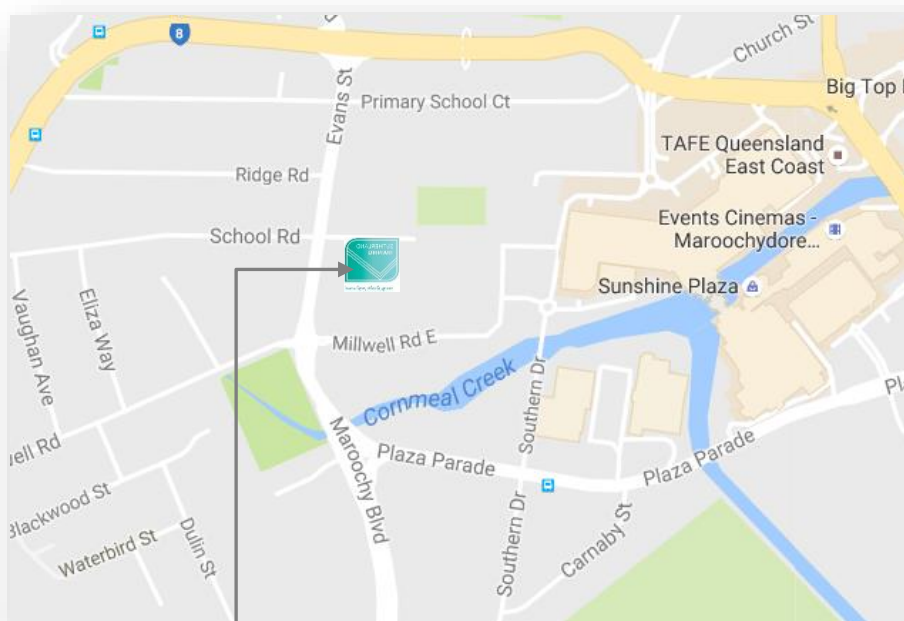 8
Church St
Evans St
Primary School Ct
Big Top
TAFE Queensland
East Coast
Ridge Rd
School Rd
Events Cinemas -
Maroochydore...
Sunshine Plaza
Vaughan Ave
Eliza Way
Millwell Rd E
Cornmeal Creek
Southern Dr
well Rd
Maroochy Blvd
Plaza Parade
Plaza Parade
Blackwood St
Waterbird St
Dulin St
Southern Dr
Carnaby St